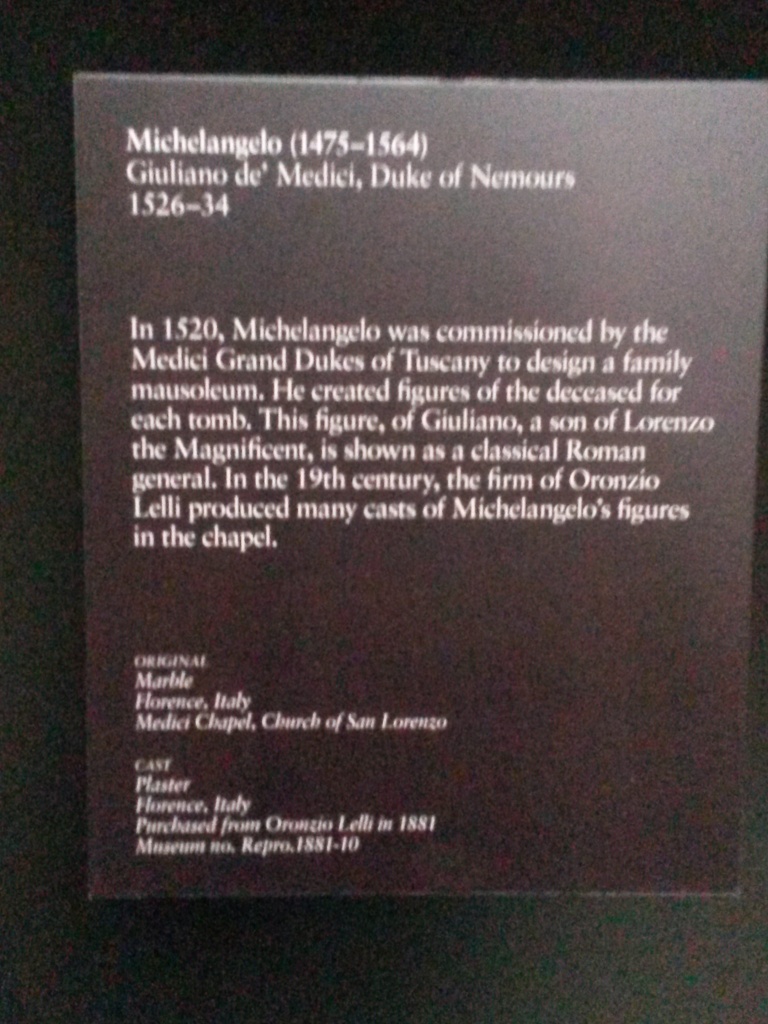 Michelangelo (1475–1564)
Giuliano de' Medici, Duke of Nemours
1526–34
In 1520, Michelangelo was commissioned by the
Medici Grand Dukes of Tuscany to design a family
mausoleum. He created figures of the deceased for
each tomb. This figure, of Giuliano, a son of Lorenzo
the Magnificent, is shown as a classical Roman
general. In the 19th century, the firm of Oronzio
Lelli produced many casts of Michelangelo's figures
in the chapel.
ORIGINAL
Marble
Florence, Italy
Medici Chapel, Church of San Lorenzo
CAST
Plaster
Florence, Italy
Purchased from Oronzio Lelli in 1881
Museum no. Repro.1881-10